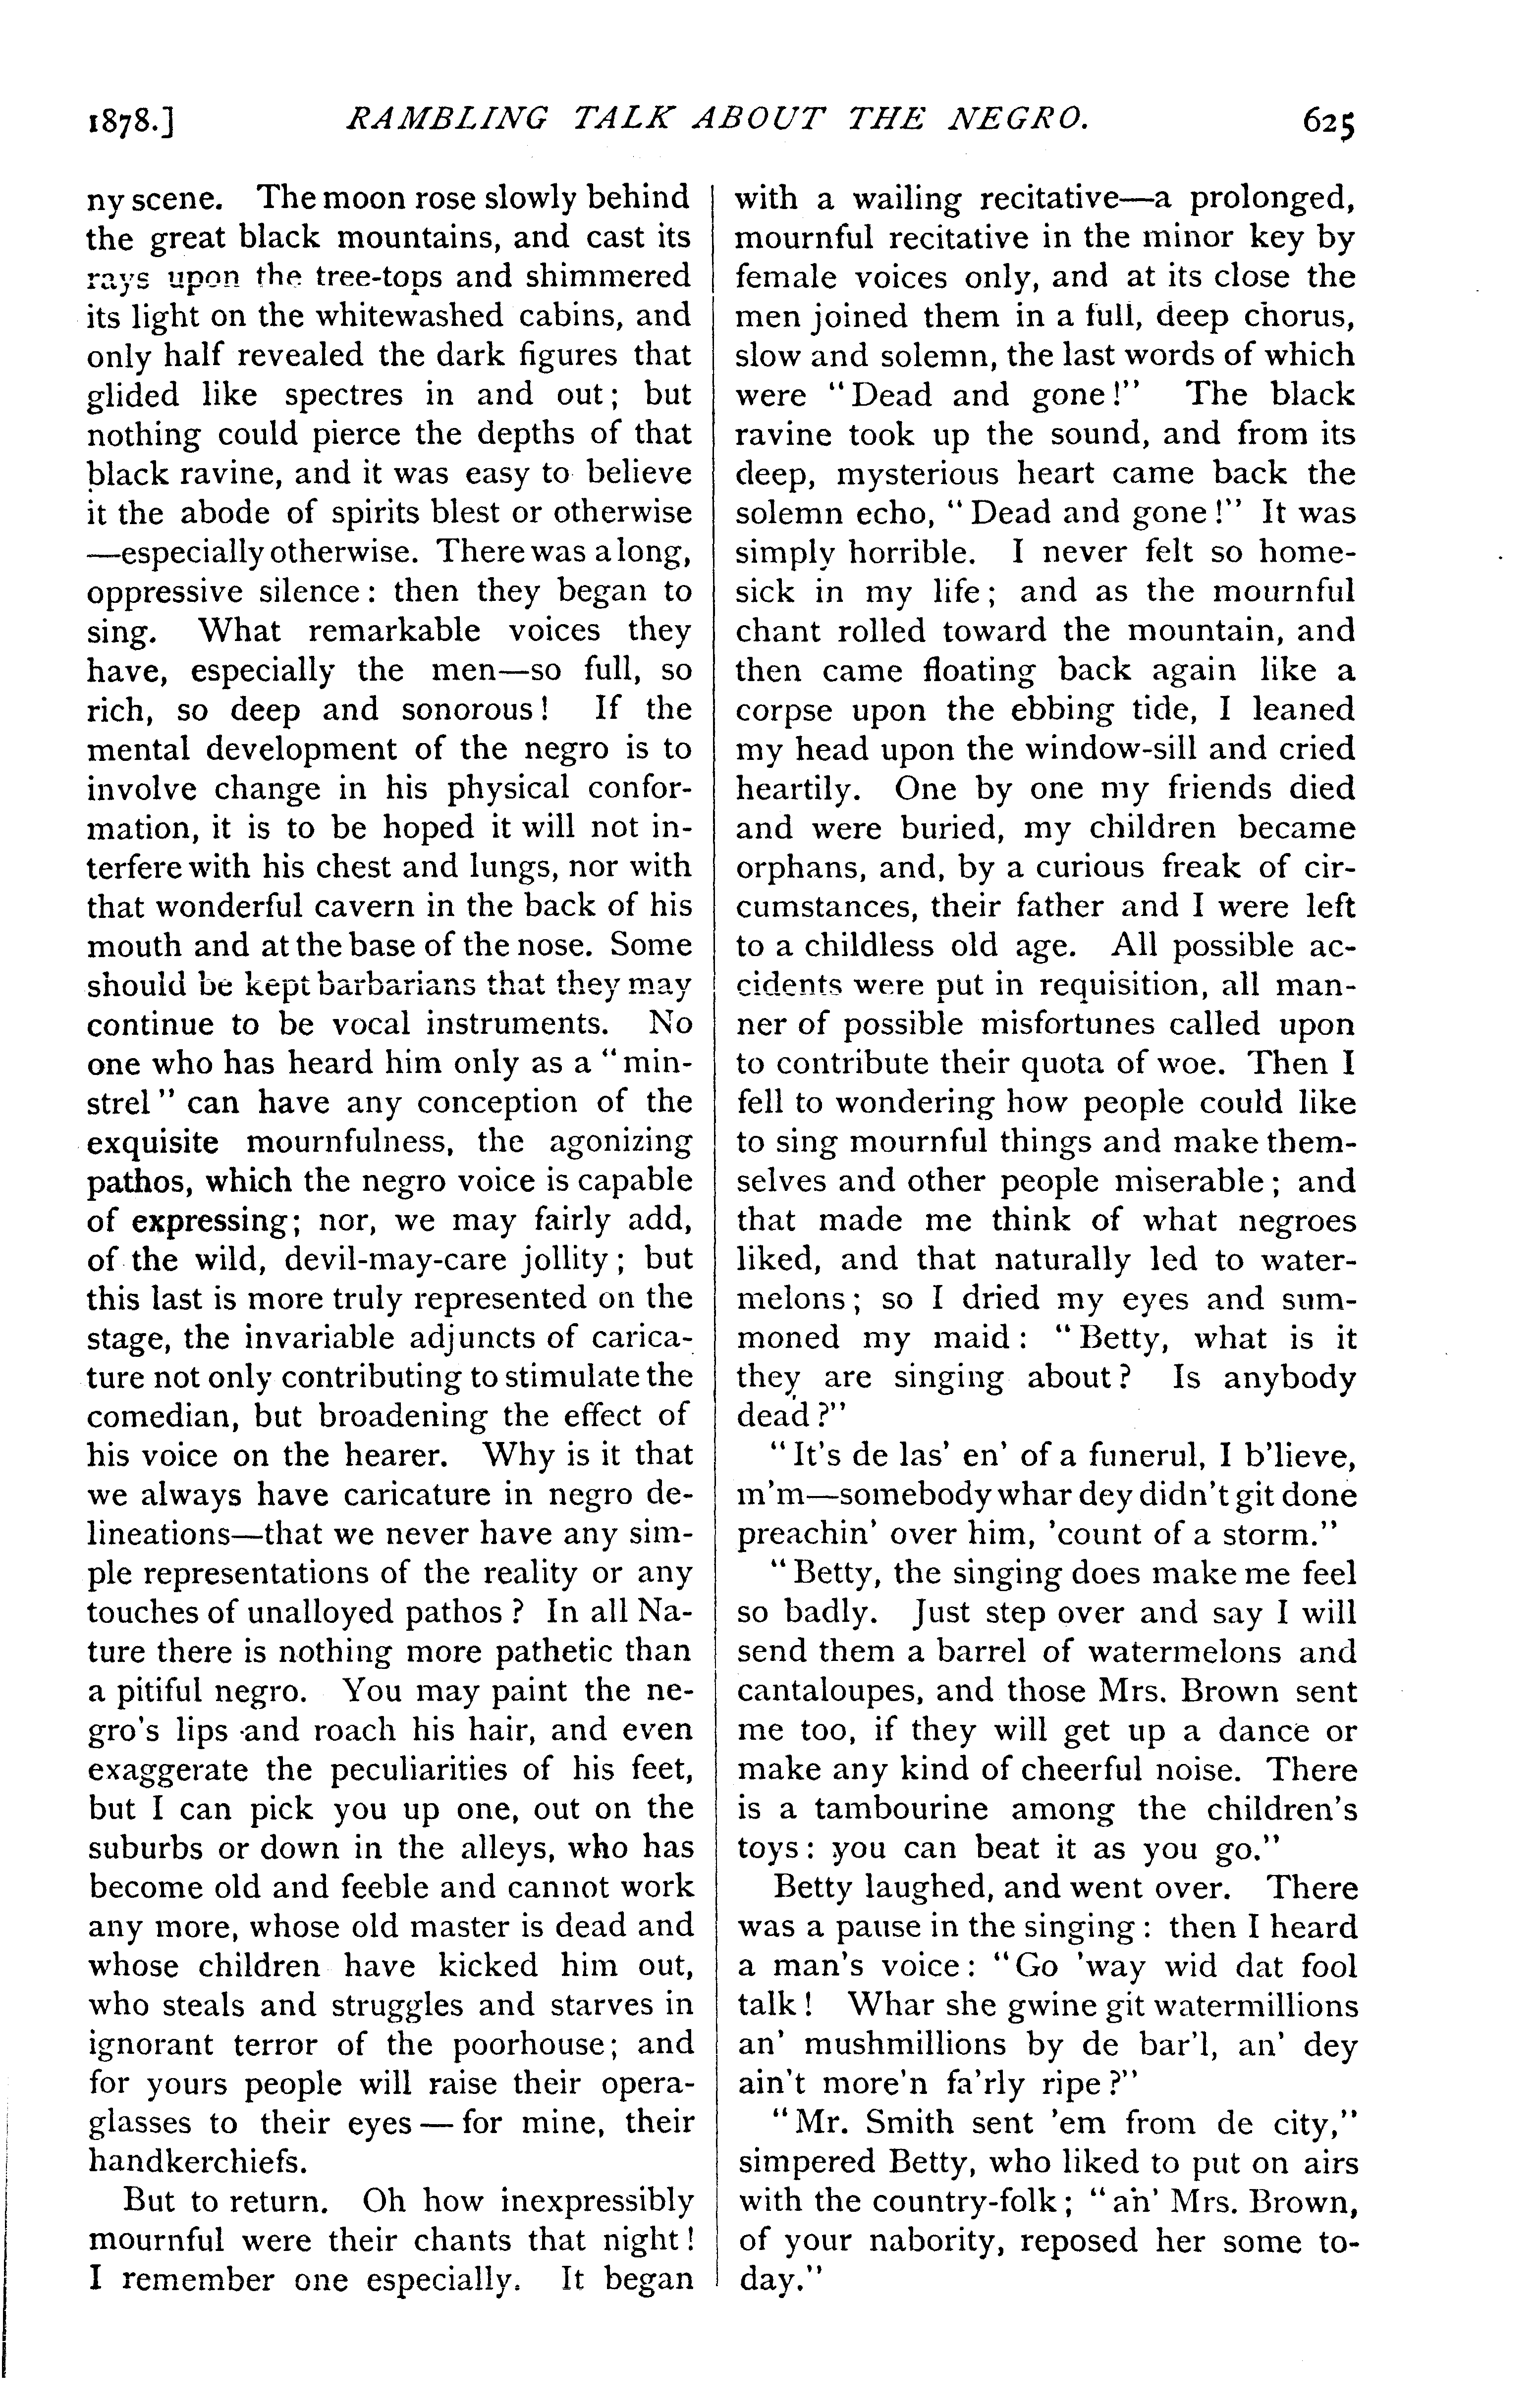 1878.] RAMBLING TALK ABOUT THE NEGRO. 625
ny scene. The moon rose slowly behind
the great black mountains, and cast its
rays upon the tree-tops and shimmered
its light on the whitewashed cabins, and
only half revealed the dark figures that
glided like spectres in and out; but
nothing could pierce the depths of that
black ravine, and it was easy to believe
it the abode of spirits blest or otherwise
—especially otherwise. There was a long,
oppressive silence: then they began to
sing. What remarkable voices they
have, especially the men—so full, so
rich, so deep and sonorous! If the
mental development of the negro is to
involve change in his physical confor-
mation, it is to be hoped it will not in-
terfere with his chest and lungs, nor with
that wonderful cavern in the back of his
mouth and at the base of the nose. Some
should be kept barbarians that they may
continue to be vocal instruments. No
one who has heard him only as a "min-
strel" can have any conception of the
exquisite mournfulness, the agonizing
pathos, which the negro voice is capable
of expressing; nor, we may fairly add,
of the wild, devil-may-care jollity; but
this last is more truly represented on the
stage, the invariable adjuncts of carica-
ture not only contributing to stimulate the
comedian, but broadening the effect of
his voice on the hearer. Why is it that
we always have caricature in negro de-
lineations—that we never have any sim-
ple representations of the reality or any
touches of unalloyed pathos? In all Na-
ture there is nothing more pathetic than
a pitiful negro. You may paint the ne-
gro's lips and roach his hair, and even
exaggerate the peculiarities of his feet,
but I can pick you up one, out on the
suburbs or down in the alleys, who has
become old and feeble and cannot work
any more, whose old master is dead and
whose children have kicked him out,
who steals and struggles and starves in
ignorant terror of the poorhouse; and
for yours people will raise their opera-
glasses to their eyes—for mine, their
handkerchiefs.
But to return. Oh how inexpressibly
mournful were their chants that night!
I remember one especially. It began
with a wailing recitative—a prolonged,
mournful recitative in the minor key by
female voices only, and at its close the
men joined them in a full, deep chorus,
slow and solemn, the last words of which
were "Dead and gone!" The black
ravine took up the sound, and from its
deep, mysterious heart came back the
solemn echo, "Dead and gone!" It was
simply horrible. I never felt so home-
sick in my life; and as the mournful
chant rolled toward the mountain, and
then came floating back again like a
corpse upon the ebbing tide, I leaned
my head upon the window-sill and cried
heartily. One by one my friends died
and were buried, my children became
orphans, and, by a curious freak of cir-
cumstances, their father and I were left
to a childless old age. All possible ac-
cidents were put in requisition, all man-
ner of possible misfortunes called upon
to contribute their quota of woe. Then I
fell to wondering how people could like
to sing mournful things and make them-
selves and other people miserable; and
that made me think of what negroes
liked, and that naturally led to water-
melons; so I dried my eyes and sum-
moned my maid: "Betty, what is it
they are singing about? Is anybody
dead?"
"It's de las' en' of a funerul, I b'lieve,
m'm—somebody whar dey didn't git done
preachin' over him, 'count of a storm."
"Betty, the singing does make me feel
so badly. Just step over and say I will
send them a barrel of watermelons and
cantaloupes, and those Mrs. Brown sent
me too, if they will get up a dance or
make any kind of cheerful noise. There
is a tambourine among the children's
toys: you can beat it as you go."
Betty laughed, and went over. There
was a pause in the singing: then I heard
a man's voice: "Go 'way wid dat fool
talk! Whar she gwine git watermillions
an' mushmillions by de bar'l, an' dey
ain't more'n fa'rly ripe?"
"Mr. Smith sent 'em from de city,"
simpered Betty, who liked to put on airs
with the country-folk; "an' Mrs. Brown,
of your nabority, reposed her some to-
day."